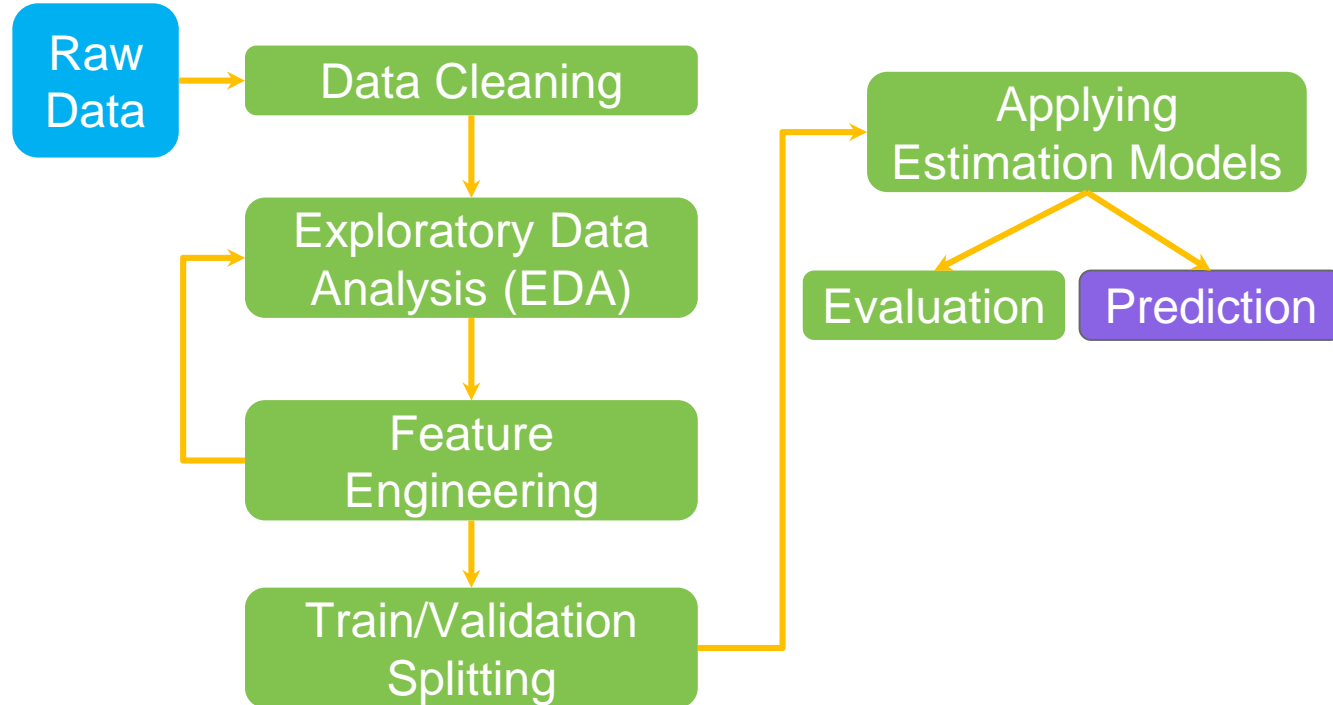 Raw
Data
Data Cleaning
Exploratory Data
Analysis (EDA)
Feature
Engineering
Train/Validation
Splitting
Applying
Estimation Models
Evaluation
Prediction